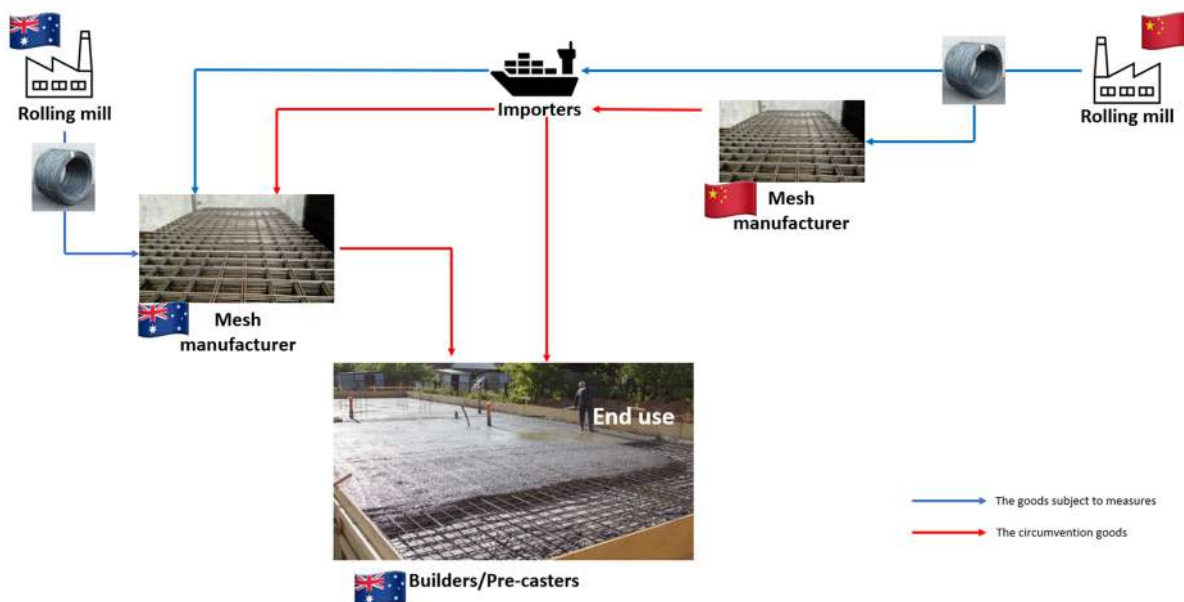 Rolling mill
Importers
Rolling mill
Mesh
manufacturer
Mesh
manufacturer
End use
The goods subject to measures
The circumvention goods
Builders/Pre-casters